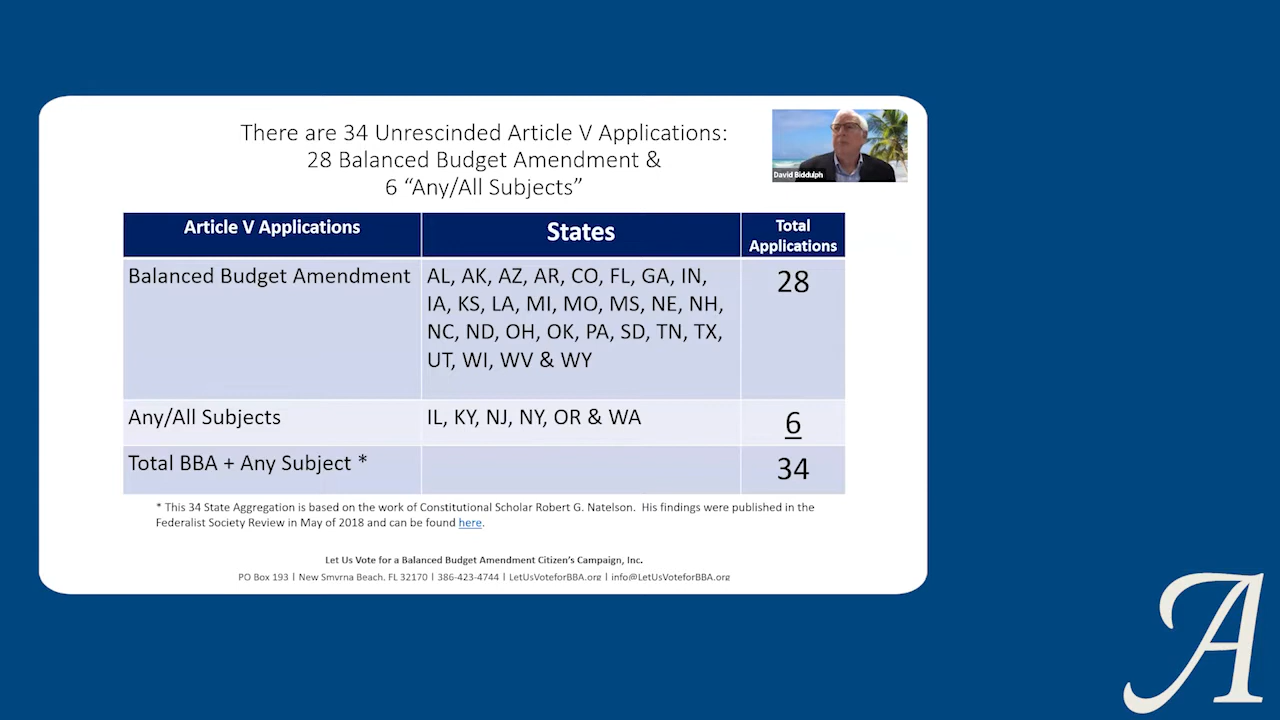 There are 34 Unrescinded Article V Applications:
28 Balanced Budget Amendment &
6 “Any/All Subjects”
David Biddulph
Article V Applications
States
Total
Applications
Balanced Budget Amendment
AL, AK, AZ, AR, CO, FL, GA, IN,
IA, KS, LA, MI, MO, MS, NE, NH,
NC, ND, OH, OK, PA, SD, TN, TX,
UT, WI, WV & WY
28
Any/All Subjects
IL, KY, NJ, NY, OR & WA
6
Total BBA + Any Subject *
34
* This 34 State Aggregation is based on the work of Constitutional Scholar Robert G. Natelson. His findings were published in the
Federalist Society Review in May of 2018 and can be found here.
Let Us Vote for a Balanced Budget Amendment Citizen’s Campaign, Inc.
PO Box 193 | New Smyrna Beach, FL 32170 | 386-423-4744 | LetUsVoteforBBA.org | info@LetUsVoteforBBA.org
A